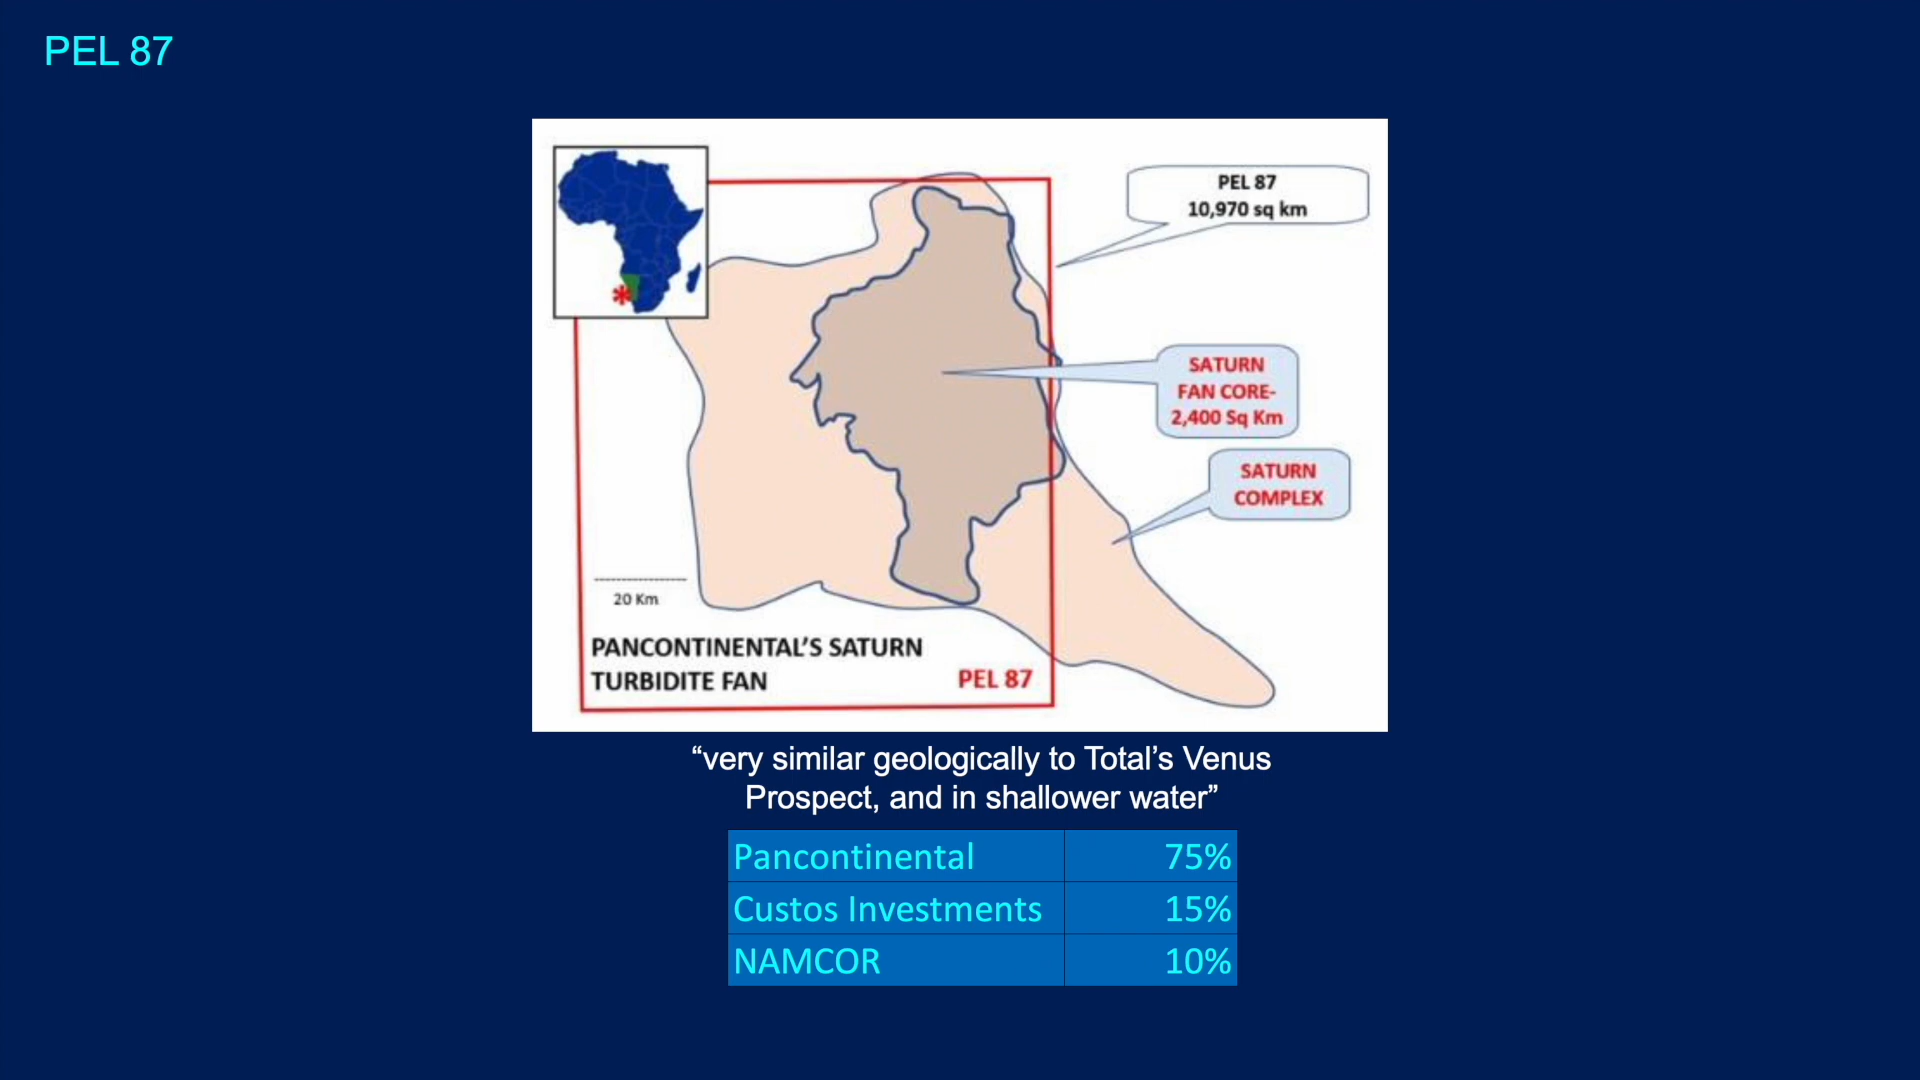 PEL 87
PEL 87
10,970 sq km
SATURN
FAN CORE-
2,400 Sq Km
SATURN
COMPLEX
20 Km
PANCONTINENTAL’S SATURN
TURBIDITE FAN
PEL 87
“very similar geologically to Total’s Venus
Prospect, and in shallower water”
Pancontinental 75%
Custos Investments 15%
NAMCOR 10%